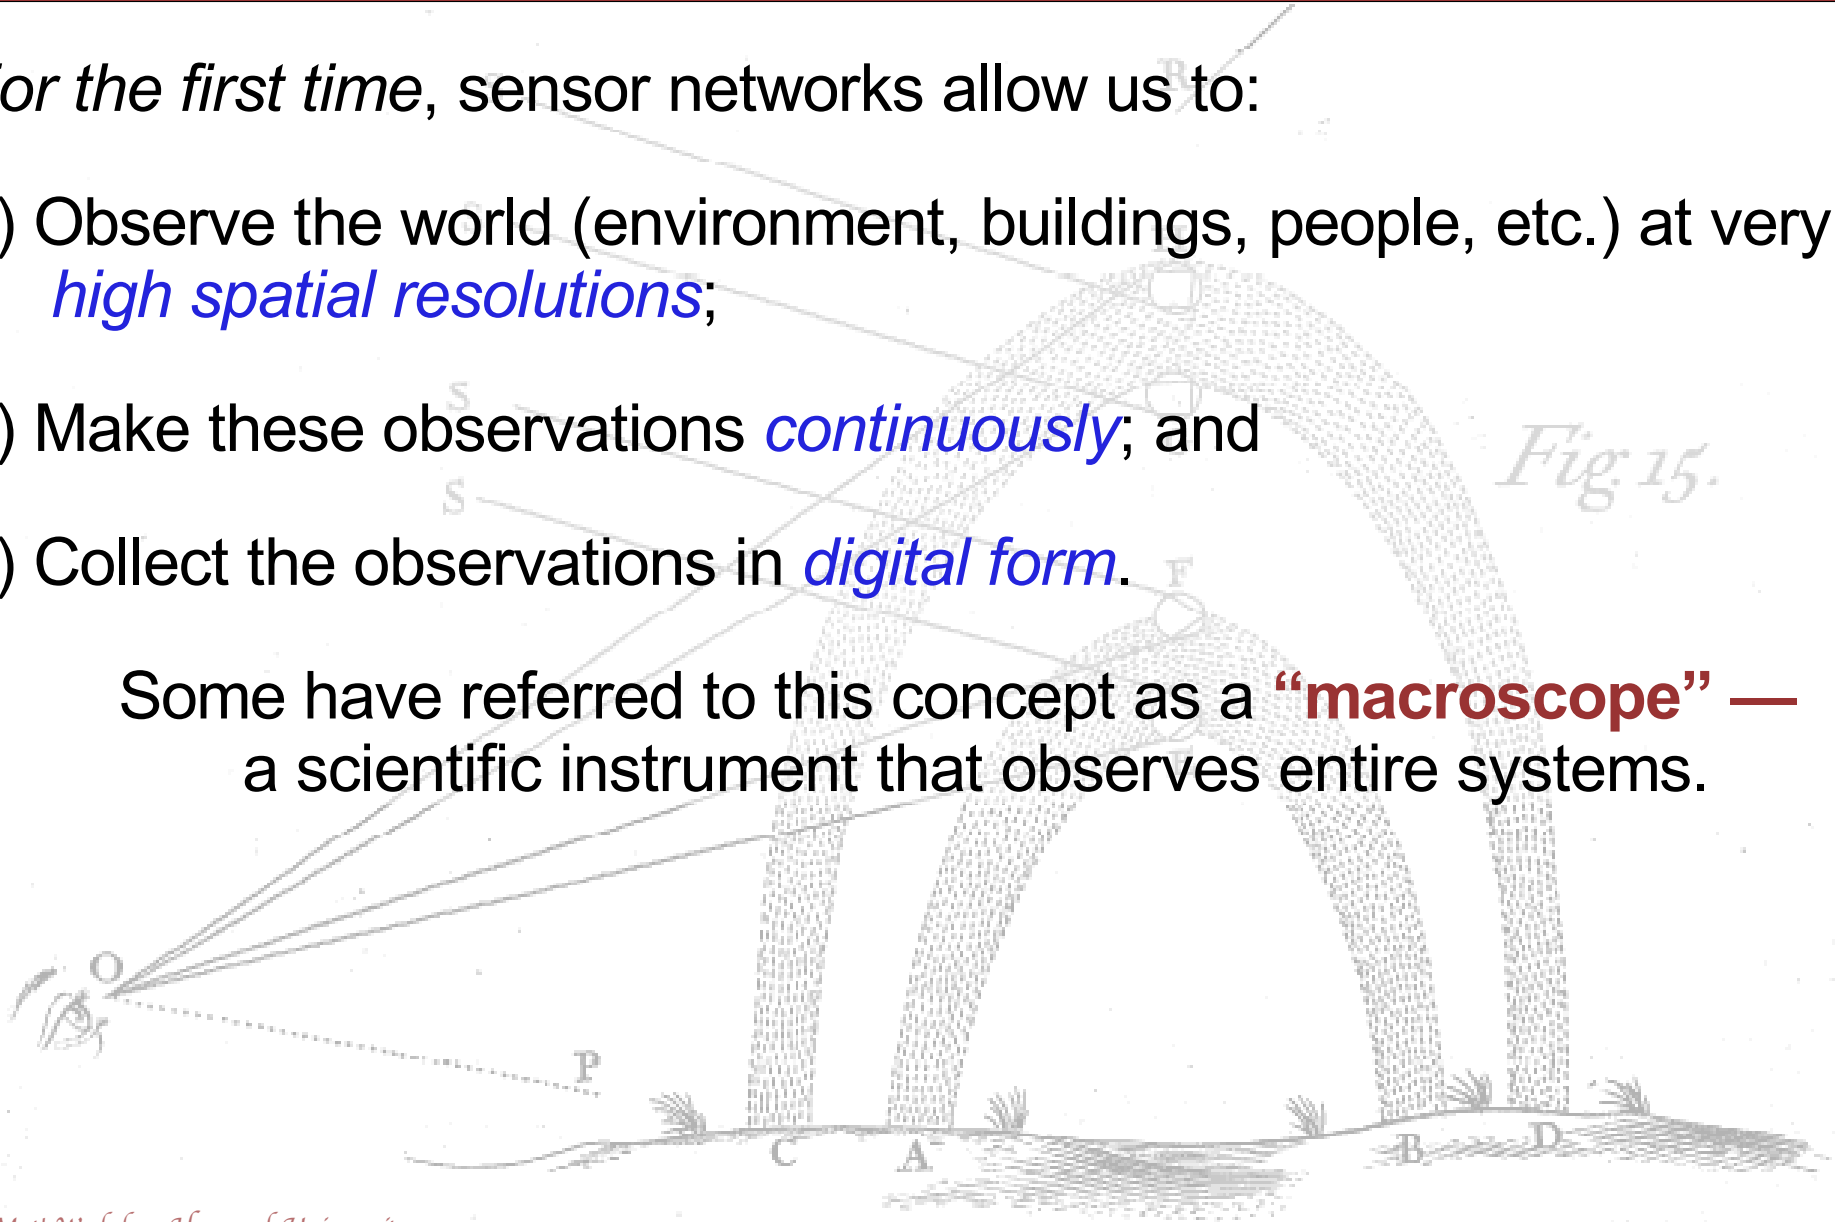 or the first time, sensor networks allow us to:
) Observe the world (environment, buildings, people, etc.) at very
high spatial resolutions;
) Make these observations continuously; and
) Collect the observations in digital form.
Some have referred to this concept as a “macroscope” —
a scientific instrument that observes entire systems.
R
S
S
Fig. 15.
F
O
P
C
A
B
D